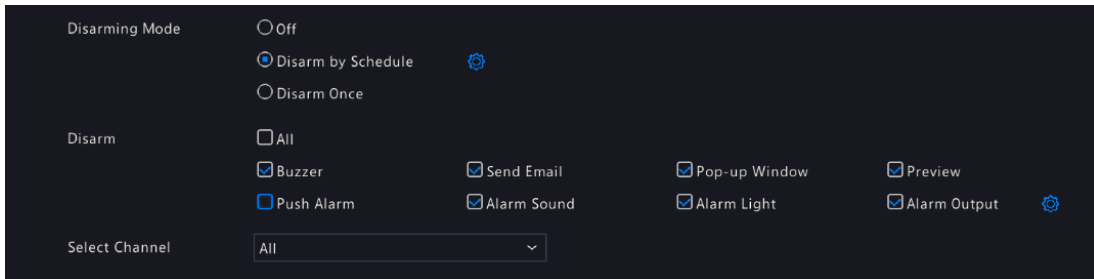 Disarming Mode Off
Disarm by Schedule
Disarm Once
Disarm All
Buzzer Send Email Pop-up Window Preview
Push Alarm Alarm Sound Alarm Light Alarm Output
Select Channel All